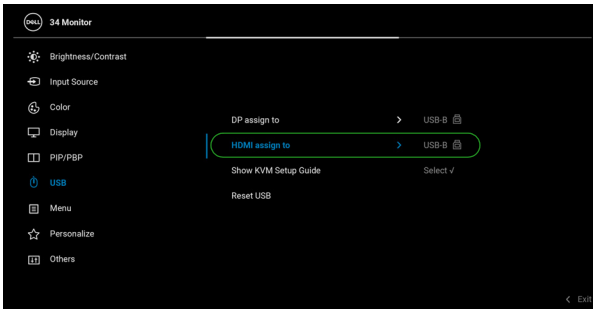 DELL 34 Monitor
Brightness/Contrast
Input Source
Color
Display
PIP/PBP
USB
Menu
Personalize
Others
DP assign to > USB-B
HDMI assign to > USB-B
Show KVM Setup Guide Select √
Reset USB
< Exit